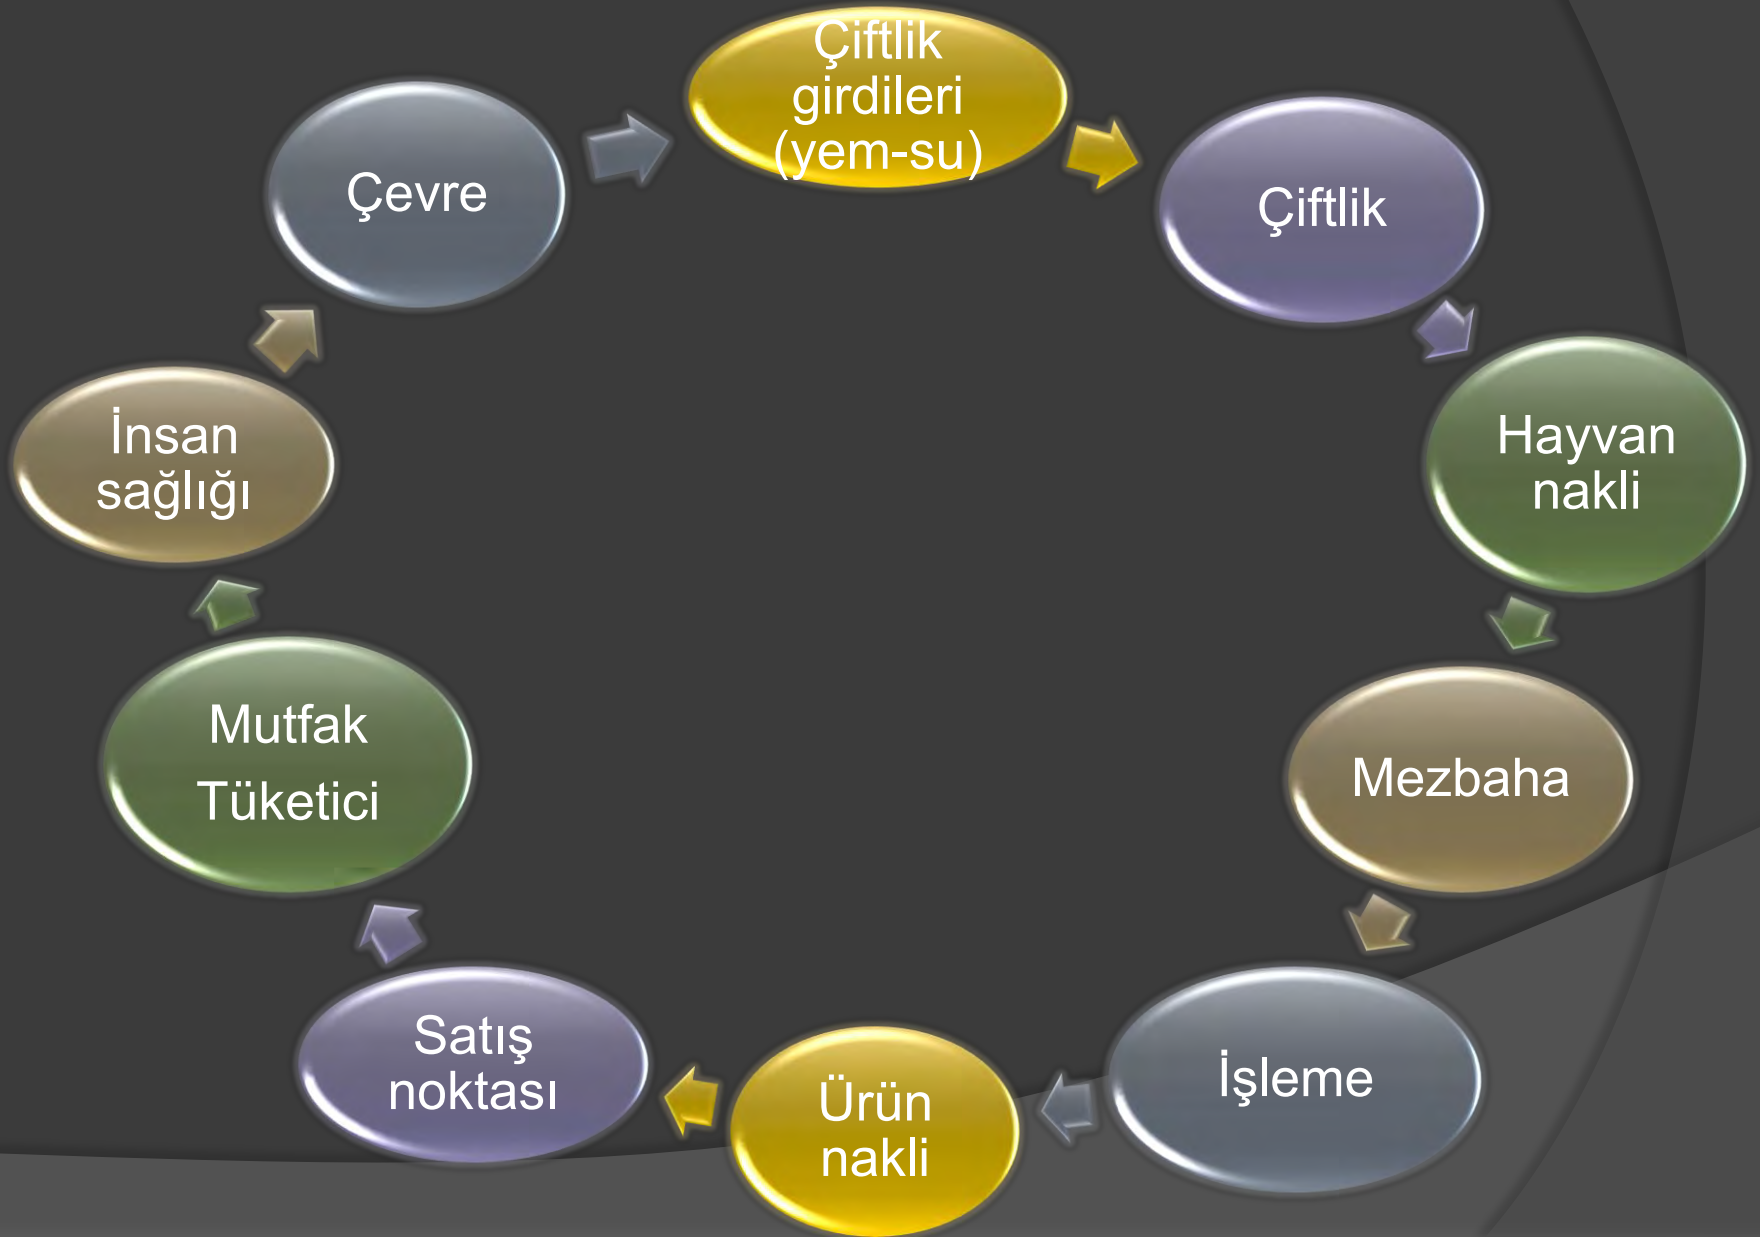 Çiftlik
girdileri
(yem-su)
Çiftlik
Hayvan
nakli
Mezbaha
İşleme
Ürün
nakli
Satış
noktası
Mutfak
Tüketici
İnsan
sağlığı
Çevre